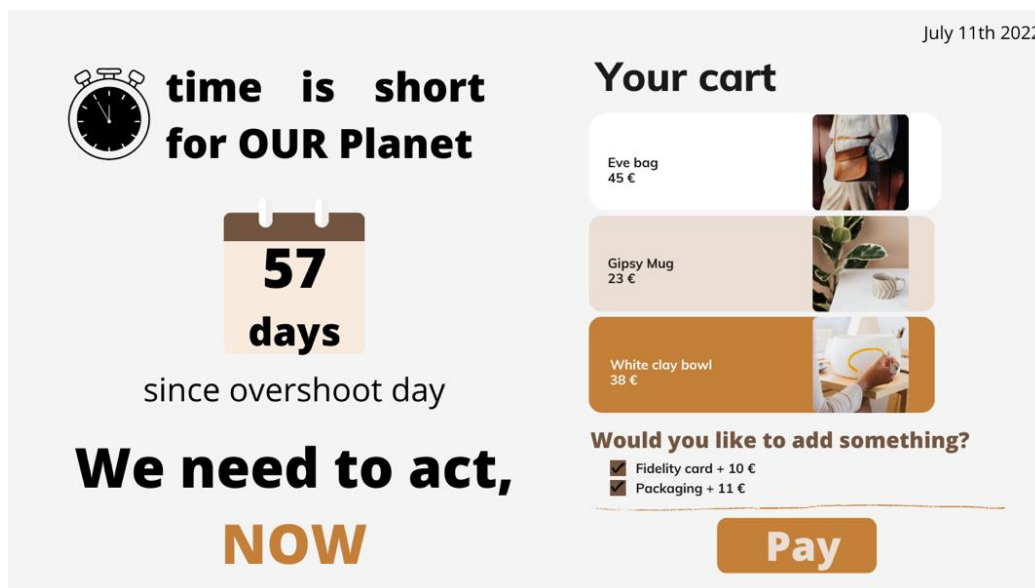 July 11th 2022
time is short
for OUR Planet
57
days
since overshoot day
We need to act,
NOW
Your cart
Eve bag
45 €
Gipsy Mug
23 €
White clay bowl
38 €
Would you like to add something?
Fidelity card + 10 €
Packaging + 11 €
Pay